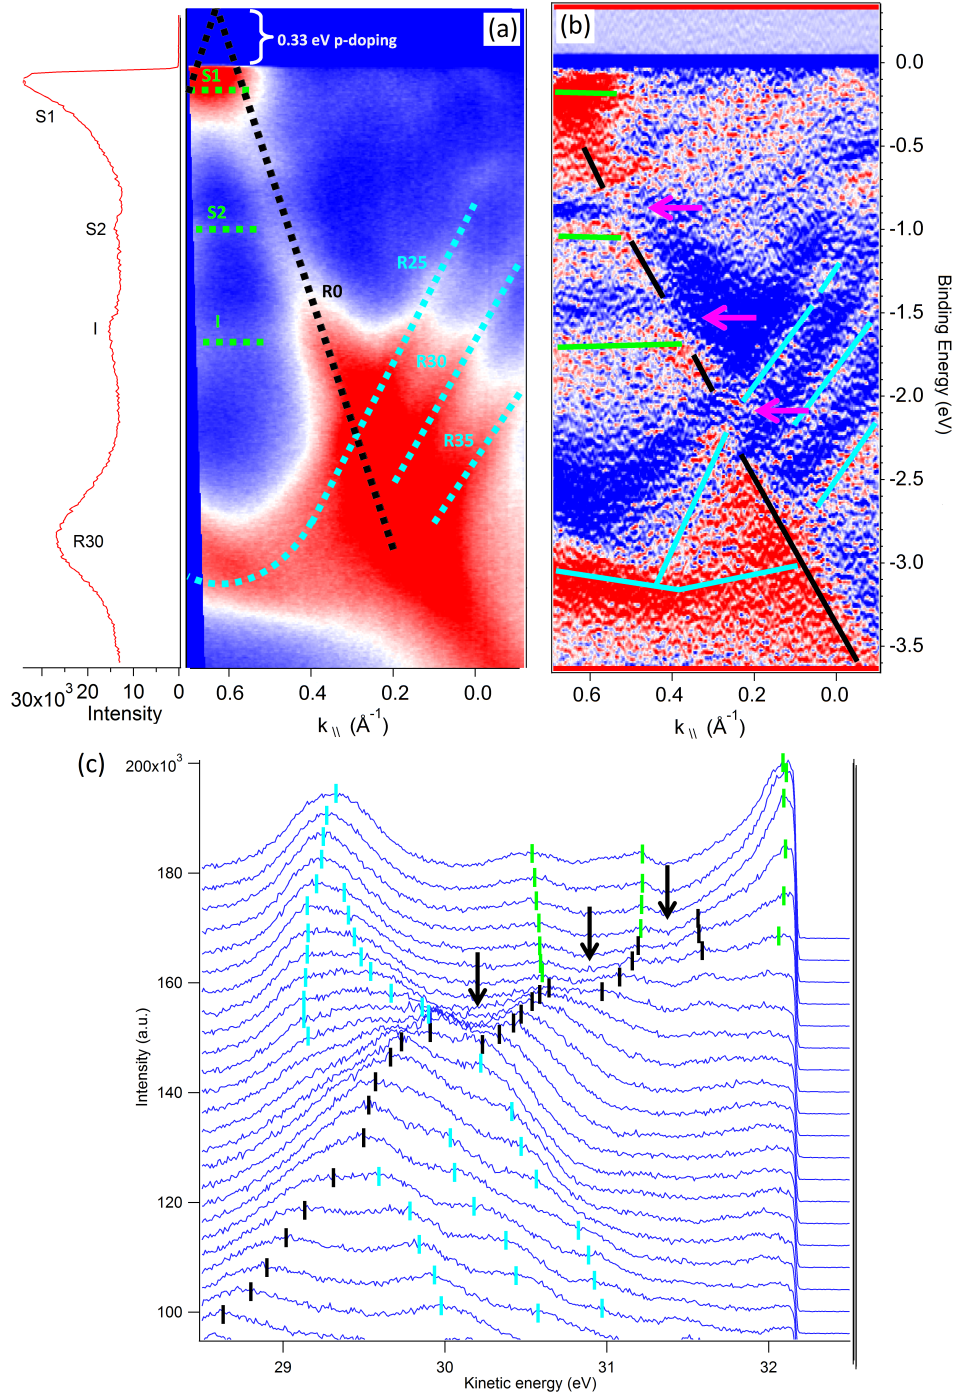 (a)
0.33 eV p-doping
S1
S2
I
R0
R25
R30
R35
S1
S2
I
R30
30x10³ 20 10 0
Intensity
0.6 0.4 0.2 0.0
k \\ (Å⁻¹)
(b)
0.0
-0.5
-1.0
-1.5
-2.0
-2.5
-3.0
-3.5
Binding Energy (eV)
0.6 0.4 0.2 0.0
k \\ (Å⁻¹)
(c)
200x10³
180
160
140
120
100
Intensity (a.u.)
29 30 31 32
Kinetic energy (eV)